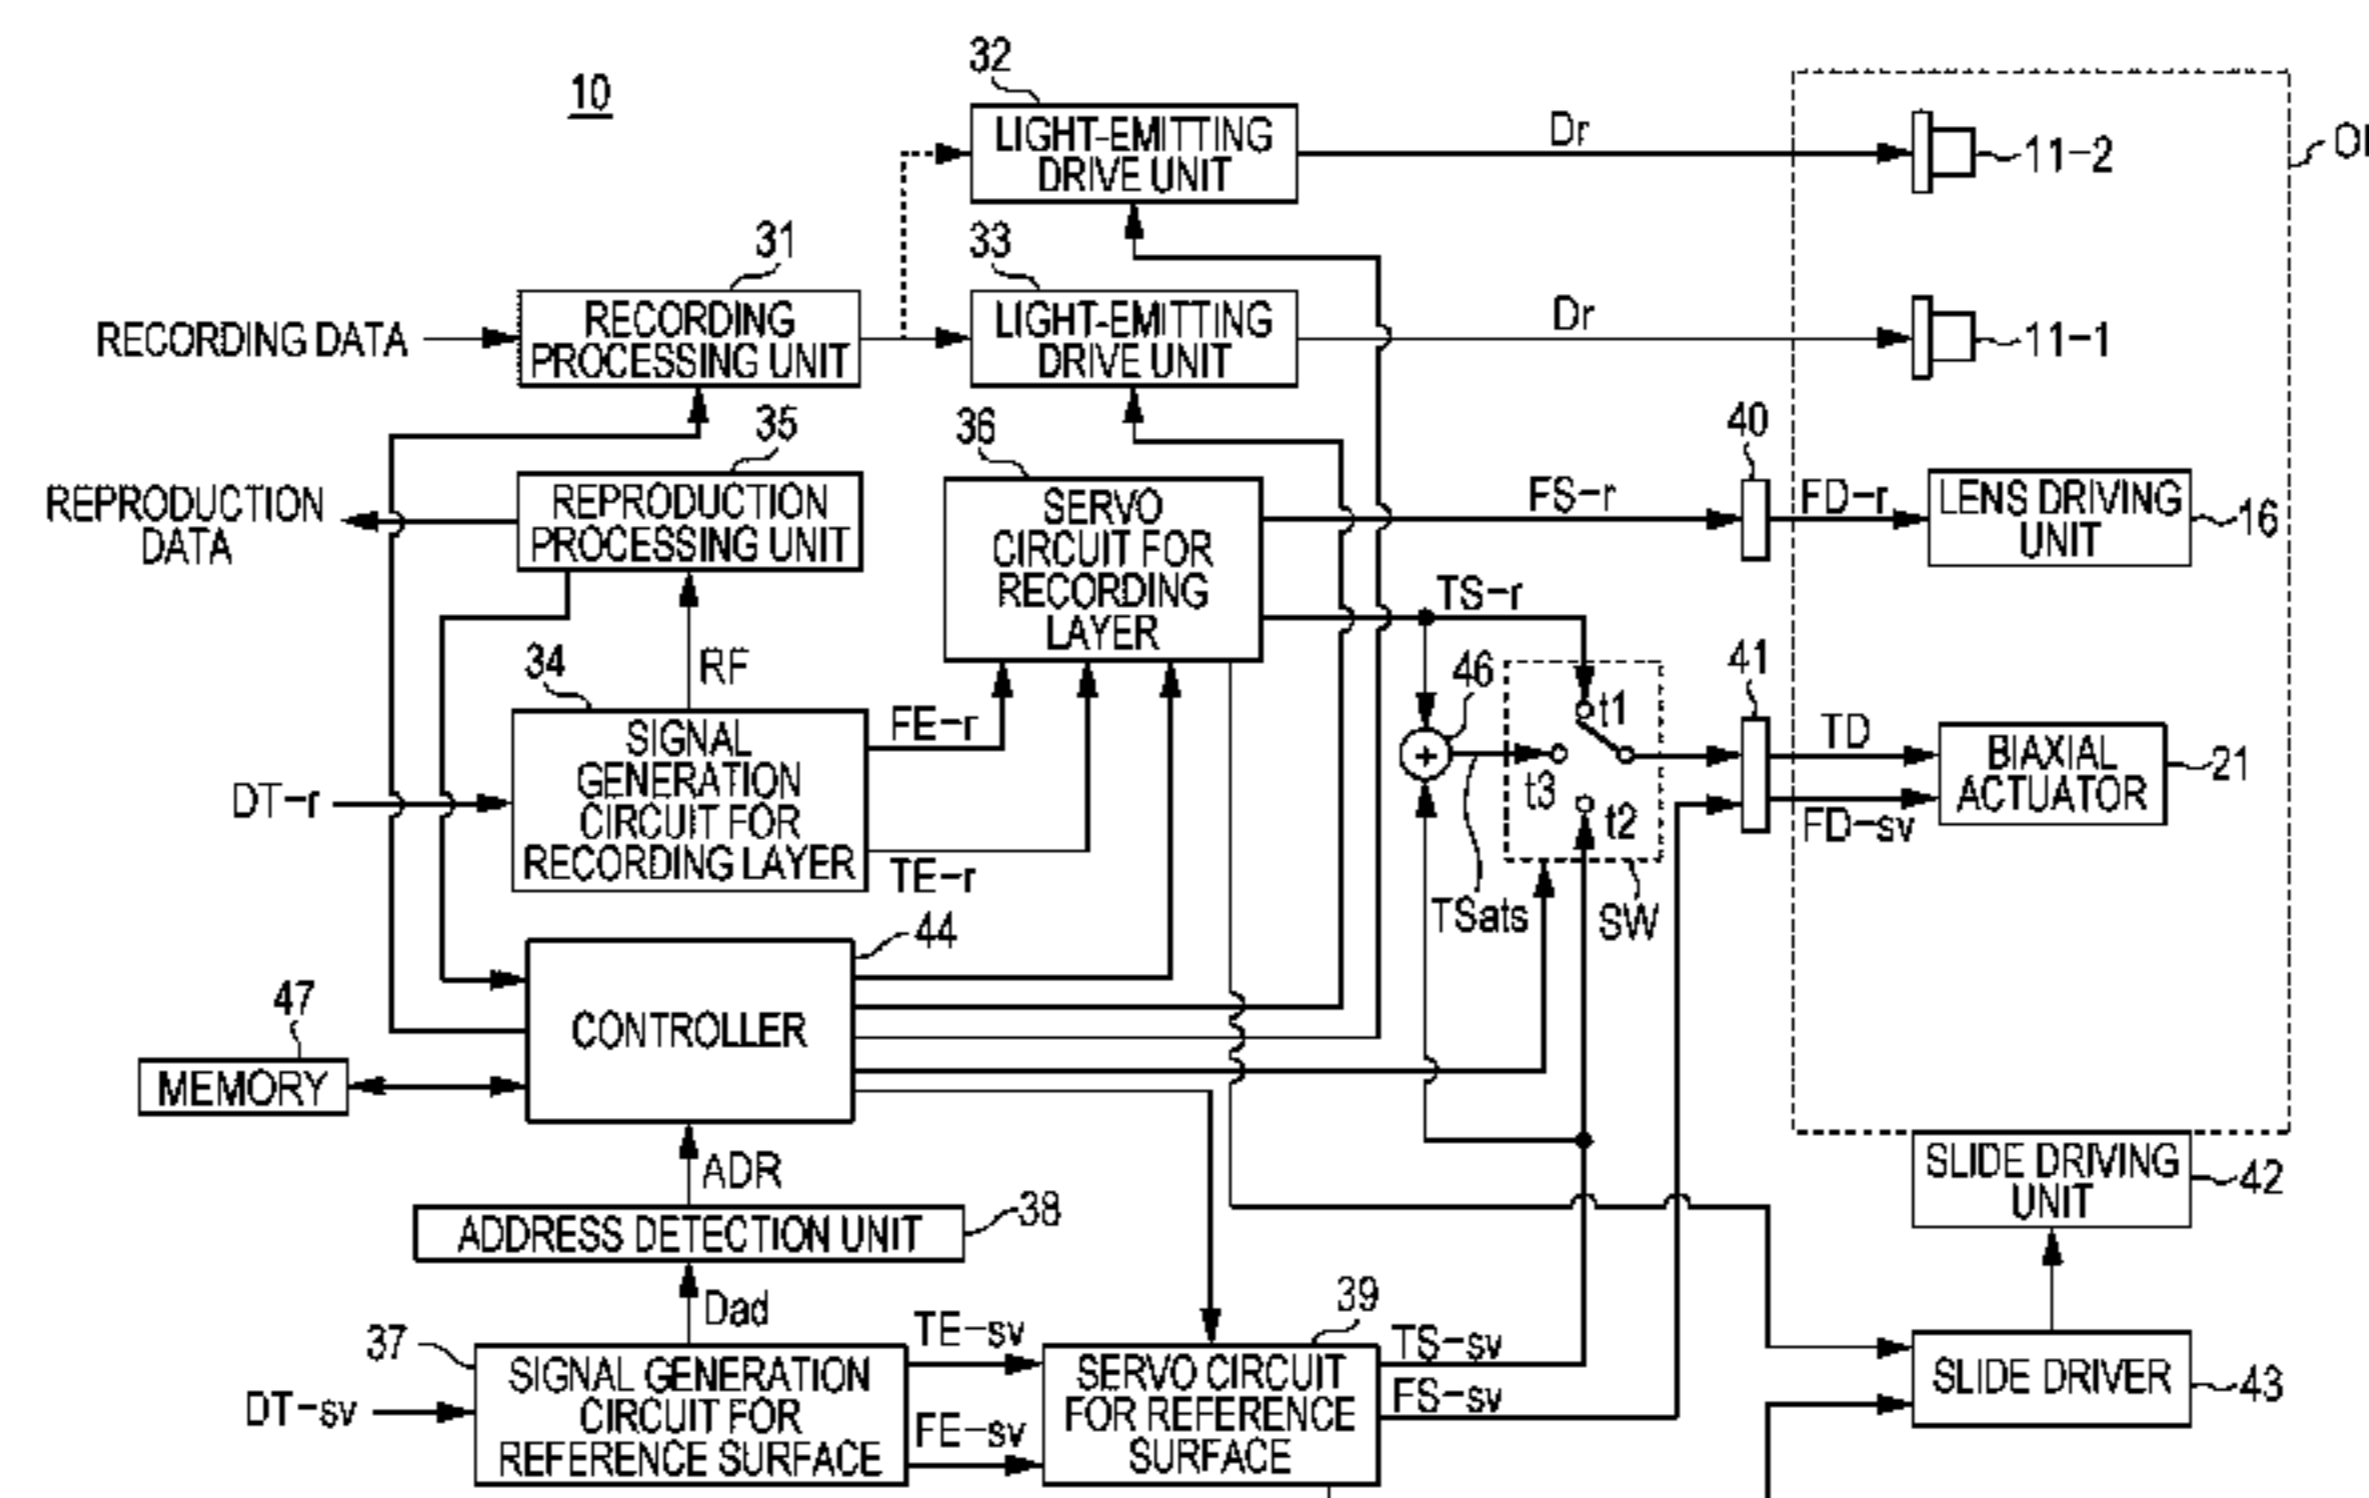 10
32
LIGHT-EMITTING
DRIVE UNIT
Dr
11-2
31
33
RECORDING DATA
RECORDING
PROCESSING UNIT
LIGHT-EMITTING
DRIVE UNIT
Dr
11-1
35
36
40
REPRODUCTION
DATA
REPRODUCTION
PROCESSING UNIT
SERVO
CIRCUIT FOR
RECORDING
LAYER
FS-r
FD-r
LENS DRIVING
UNIT
16
TS-r
34
RF
46
41
SIGNAL
GENERATION
CIRCUIT FOR
RECORDING LAYER
DT-r
FE-r
TE-r
+
t1
t3
t2
TD
FD-sv
BIAXIAL
ACTUATOR
21
TSats
SW
44
47
CONTROLLER
MEMORY
ADR
ADDRESS DETECTION UNIT
38
SLIDE DRIVING
UNIT
42
Dad
39
37
DT-sv
SIGNAL GENERATION
CIRCUIT FOR
REFERENCE SURFACE
TE-sv
FE-sv
SERVO CIRCUIT
FOR REFERENCE
SURFACE
TS-sv
FS-sv
SLIDE DRIVER
43